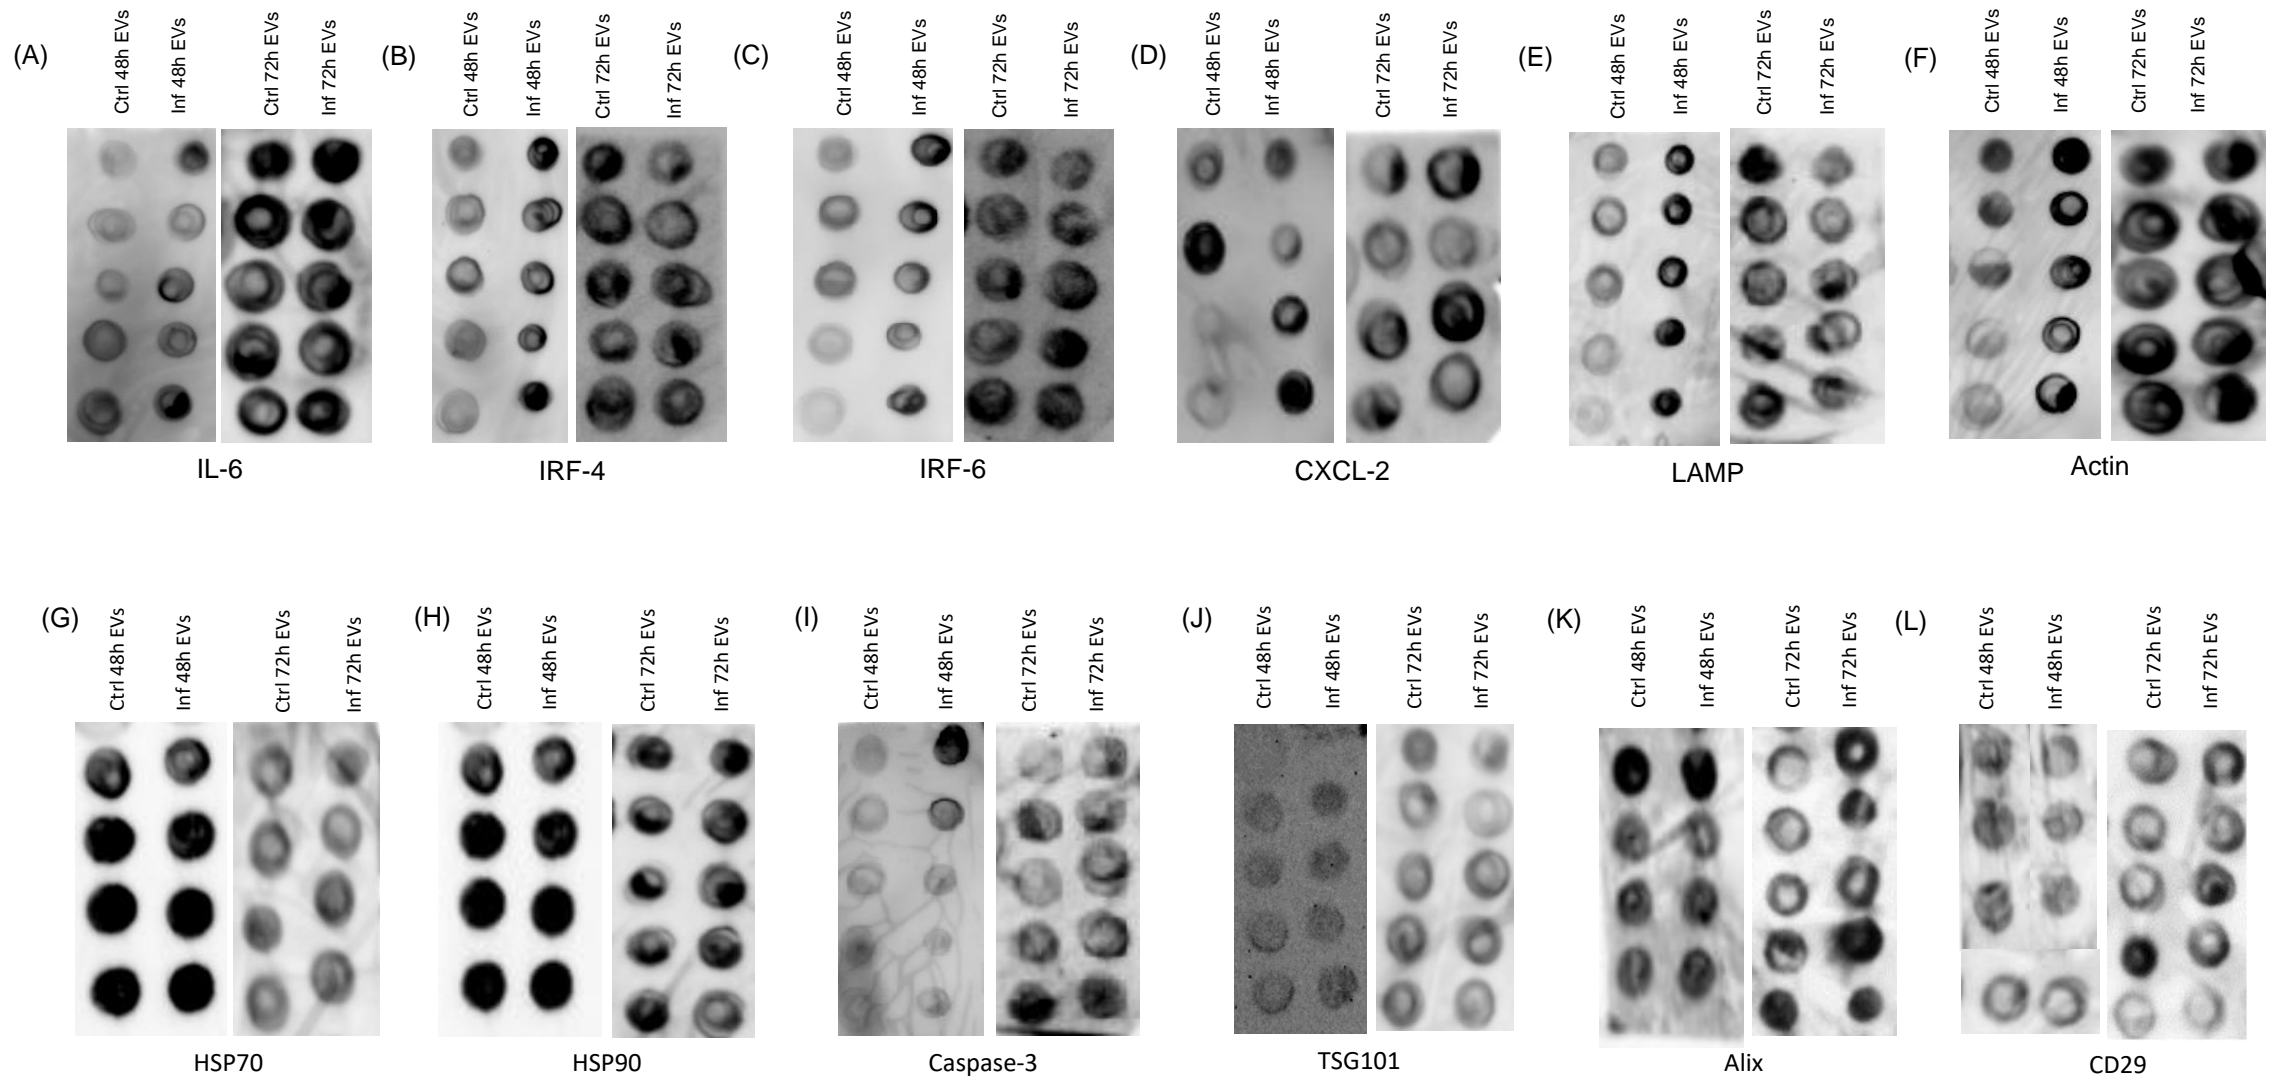 (A) Ctrl 48h EVs Inf 48h EVs Ctrl 72h EVs Inf 72h EVs
(B) Ctrl 48h EVs Inf 48h EVs Ctrl 72h EVs Inf 72h EVs
(C) Ctrl 48h EVs Inf 48h EVs Ctrl 72h EVs Inf 72h EVs
(D) Ctrl 48h EVs Inf 48h EVs Ctrl 72h EVs Inf 72h EVs
(E) Ctrl 48h EVs Inf 48h EVs Ctrl 72h EVs Inf 72h EVs
(F) Ctrl 48h EVs Inf 48h EVs Ctrl 72h EVs Inf 72h EVs
IL-6 IRF-4 IRF-6 CXCL-2 LAMP Actin
(G) Ctrl 48h EVs Inf 48h EVs Ctrl 72h EVs Inf 72h EVs
(H) Ctrl 48h EVs Inf 48h EVs Ctrl 72h EVs Inf 72h EVs
(I) Ctrl 48h EVs Inf 48h EVs Ctrl 72h EVs Inf 72h EVs
(J) Ctrl 48h EVs Inf 48h EVs Ctrl 72h EVs Inf 72h EVs
(K) Ctrl 48h EVs Inf 48h EVs Ctrl 72h EVs Inf 72h EVs
(L) Ctrl 48h EVs Inf 48h EVs Ctrl 72h EVs Inf 72h EVs
HSP70 HSP90 Caspase-3 TSG101 Alix CD29